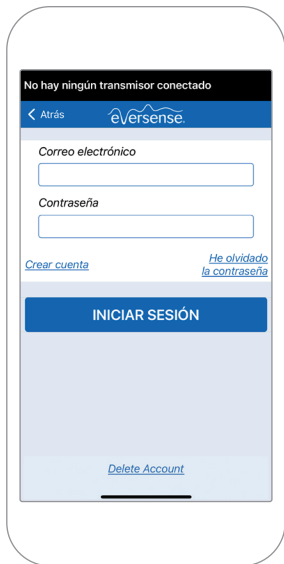 No hay ningún transmisor conectado
Atrás
eversense.
Correo electrónico
Contraseña
Crear cuenta
He olvidado
la contraseña
INICIAR SESIÓN
Delete Account